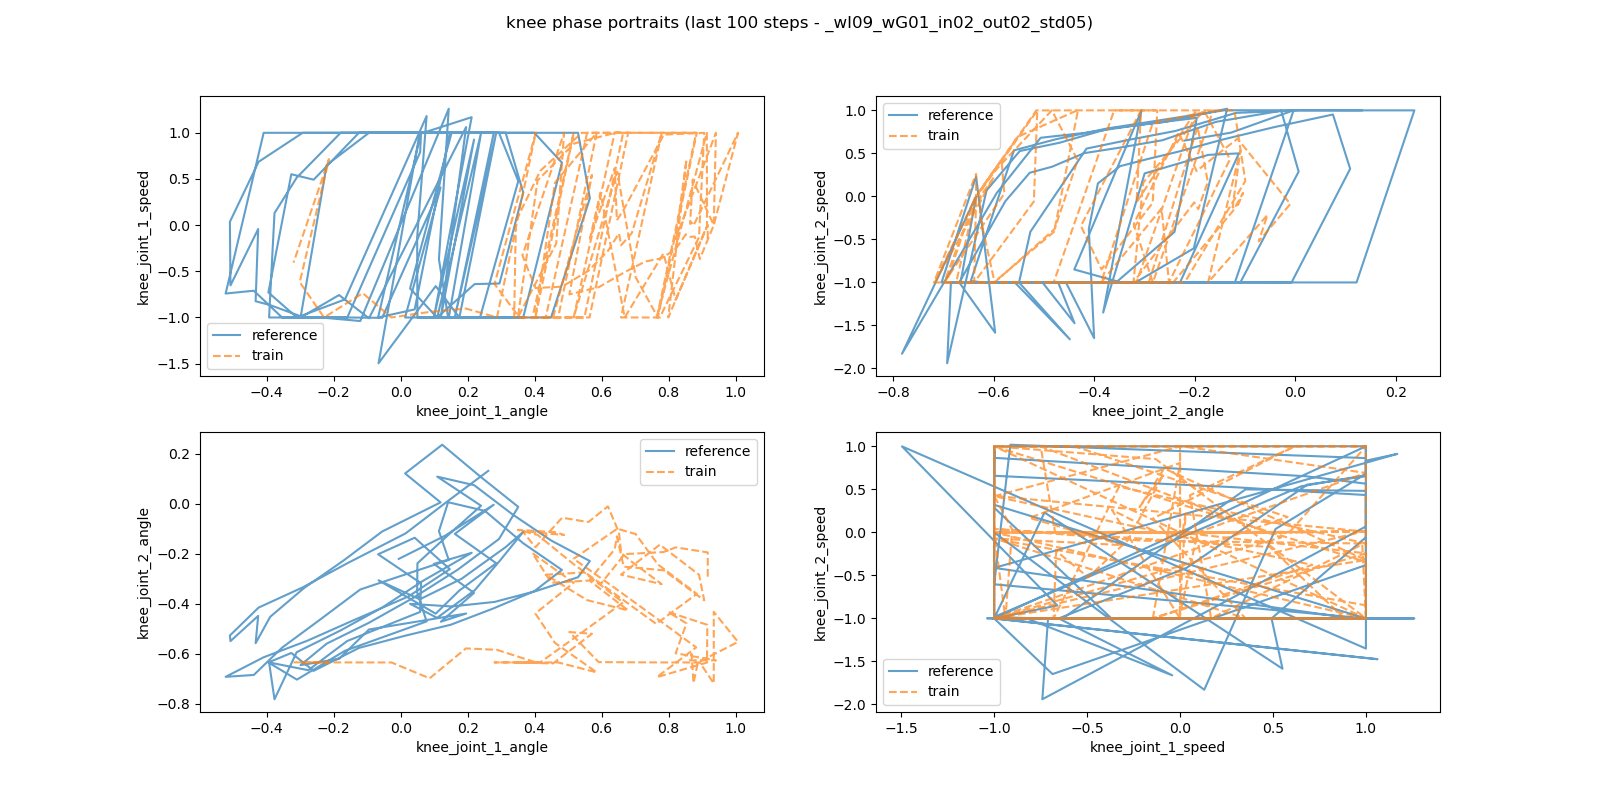 knee phase portraits (last 100 steps - _wl09_wG01_in02_out02_std05)
1.0
0.5
0.0
−0.5
−1.0
−1.5
knee_joint_1_speed
reference
train
−0.4 −0.2 0.0 0.2 0.4 0.6 0.8 1.0
knee_joint_1_angle
1.0
0.5
0.0
−0.5
−1.0
−1.5
−2.0
knee_joint_2_speed
reference
train
−0.8 −0.6 −0.4 −0.2 0.0 0.2
knee_joint_2_angle
0.2
0.0
−0.2
−0.4
−0.6
−0.8
knee_joint_2_angle
reference
train
−0.4 −0.2 0.0 0.2 0.4 0.6 0.8 1.0
knee_joint_1_angle
1.0
0.5
0.0
−0.5
−1.0
−1.5
−2.0
knee_joint_2_speed
reference
train
−1.5 −1.0 −0.5 0.0 0.5 1.0
knee_joint_1_speed